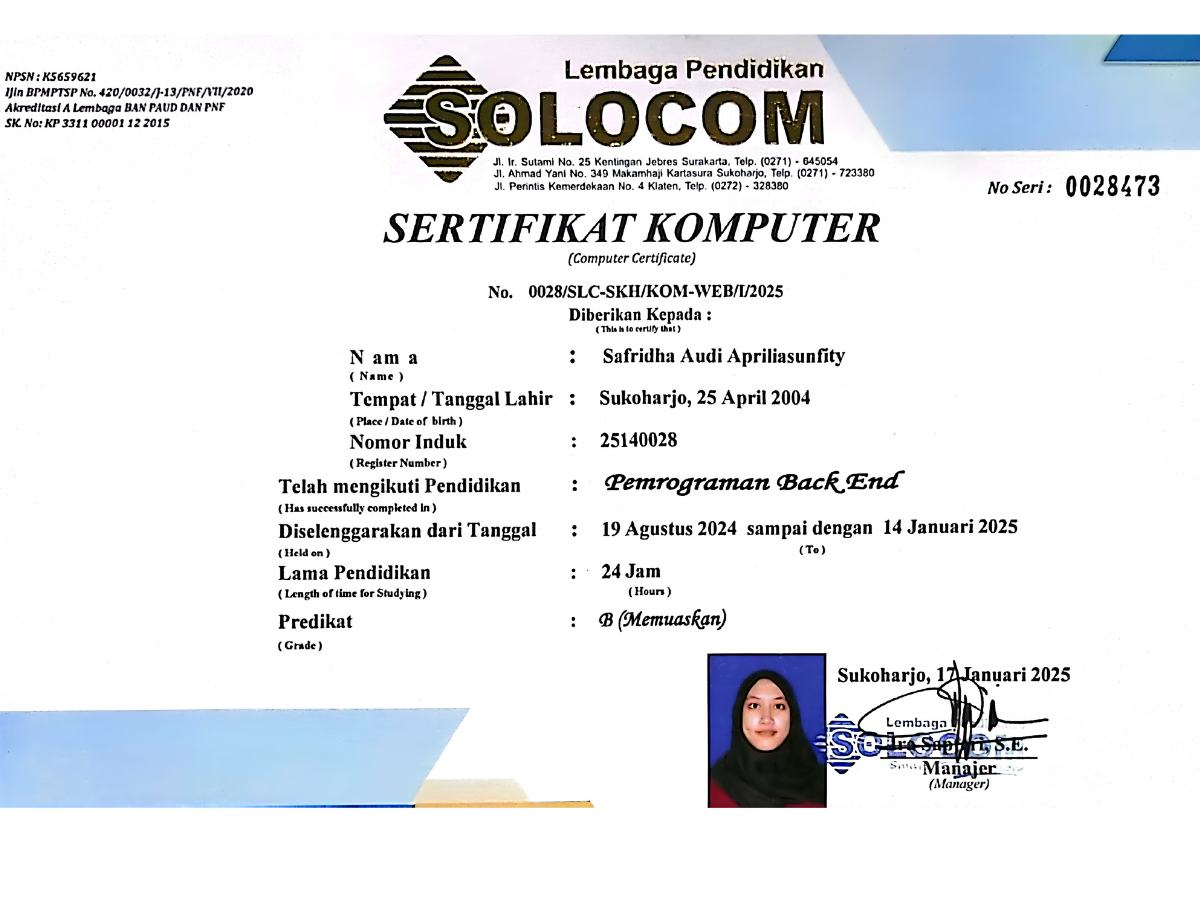 NPSN : K5659621
Ijin BPMPTSP No. 420/0032/J-13/PNF/VII/2020
Akreditasi A Lembaga BAN PAUD DAN PNF
SK. No: KP 3311 00001 12 2015
Lembaga Pendidikan
SOLOCOM
Jl. Ir. Sutami No. 25 Kentingan Jebres Surakarta, Telp. (0271) - 645054
Jl. Ahmad Yani No. 349 Makamhaji Kartasura Sukoharjo, Telp. (0271) - 723380
Jl. Perintis Kemerdekaan No. 4 Klaten, Telp. (0272) - 328380
No Seri : 0028473
SERTIFIKAT KOMPUTER
(Computer Certificate)
No. 0028/SLC-SKH/KOM-WEB/I/2025
Diberikan Kepada :
( This is to certify that )
N a m a : Safridha Audi Apriliasunfity
( Name )
Tempat / Tanggal Lahir : Sukoharjo, 25 April 2004
( Place / Date of birth )
Nomor Induk : 25140028
( Register Number )
Telah mengikuti Pendidikan : Pemrograman Back End
( Has successfully completed in )
Diselenggarakan dari Tanggal : 19 Agustus 2024 sampai dengan 14 Januari 2025
( Held on ) ( To )
Lama Pendidikan : 24 Jam
( Length of time for Studying ) ( Hours )
Predikat : B (Memuaskan)
( Grade )
Sukoharjo, 17 Januari 2025
Lembaga
SOLOCOM
S.E.
Manajer
(Manager)